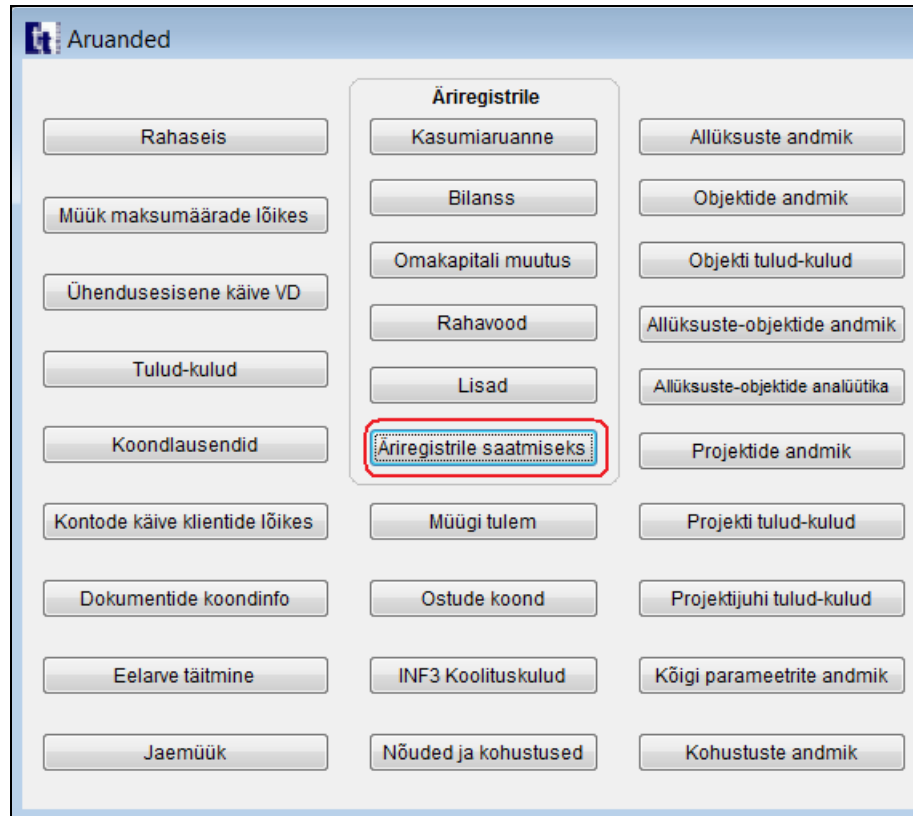 tt Aruanded
Äriregistrile
Rahaseis
Kasumiaruanne
Allüksuste andmik
Müük maksumäärade lõikes
Bilanss
Objektide andmik
Ühendusesisene käive VD
Omakapitali muutus
Objekti tulud-kulud
Rahavood
Allüksuste-objektide andmik
Tulud-kulud
Lisad
Allüksuste-objektide analüütika
Koondlausendid
Äriregistrile saatmiseks
Projektide andmik
Kontode käive klientide lõikes
Müügi tulem
Projekti tulud-kulud
Dokumentide koondinfo
Ostude koond
Projektijuhi tulud-kulud
Eelarve täitmine
INF3 Koolituskulud
Kõigi parameetrite andmik
Jaemüük
Nõuded ja kohustused
Kohustuste andmik